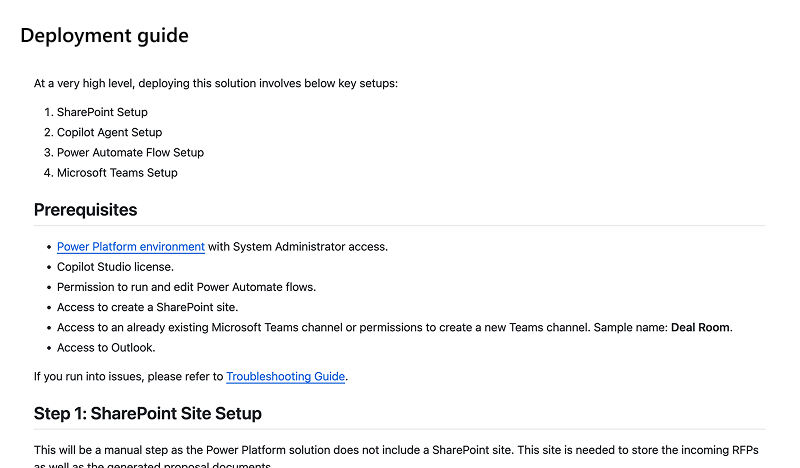 Deployment guide
At a very high level, deploying this solution involves below key setups:
1. SharePoint Setup
2. Copilot Agent Setup
3. Power Automate Flow Setup
4. Microsoft Teams Setup
Prerequisites
• Power Platform environment with System Administrator access.
• Copilot Studio license.
• Permission to run and edit Power Automate flows.
• Access to create a SharePoint site.
• Access to an already existing Microsoft Teams channel or permissions to create a new Teams channel. Sample name: Deal Room.
• Access to Outlook.
If you run into issues, please refer to Troubleshooting Guide.
Step 1: SharePoint Site Setup
This will be a manual step as the Power Platform solution does not include a SharePoint site. This site is needed to store the incoming RFPs
as well as the generated proposal documents.